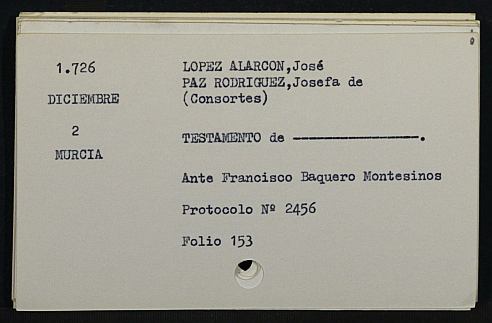 1.726
DICIEMBRE
2
MURCIA
LOPEZ ALARCON,José
PAZ RODRIGUEZ,Josefa de
(Consortes)
TESTAMENTO de ----------------.
Ante Francisco Baquero Montesinos
Protocolo Nº 2456
Folio 153